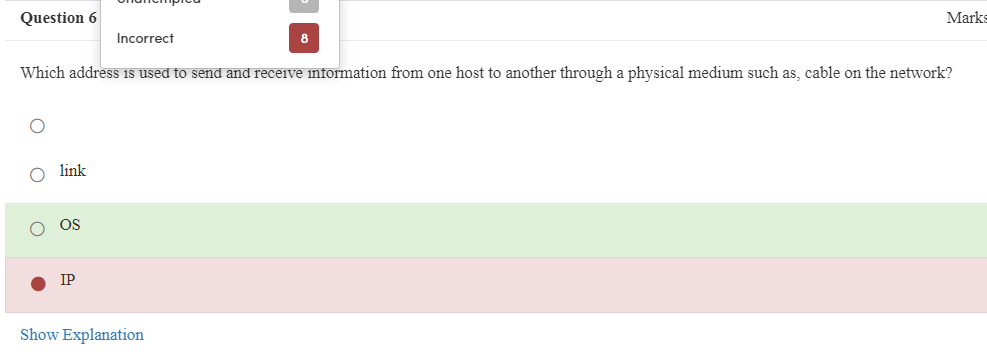 Question 6
Marks
Incorrect
8
Which address is used to send and receive information from one host to another through a physical medium such as, cable on the network?
link
OS
IP
Show Explanation